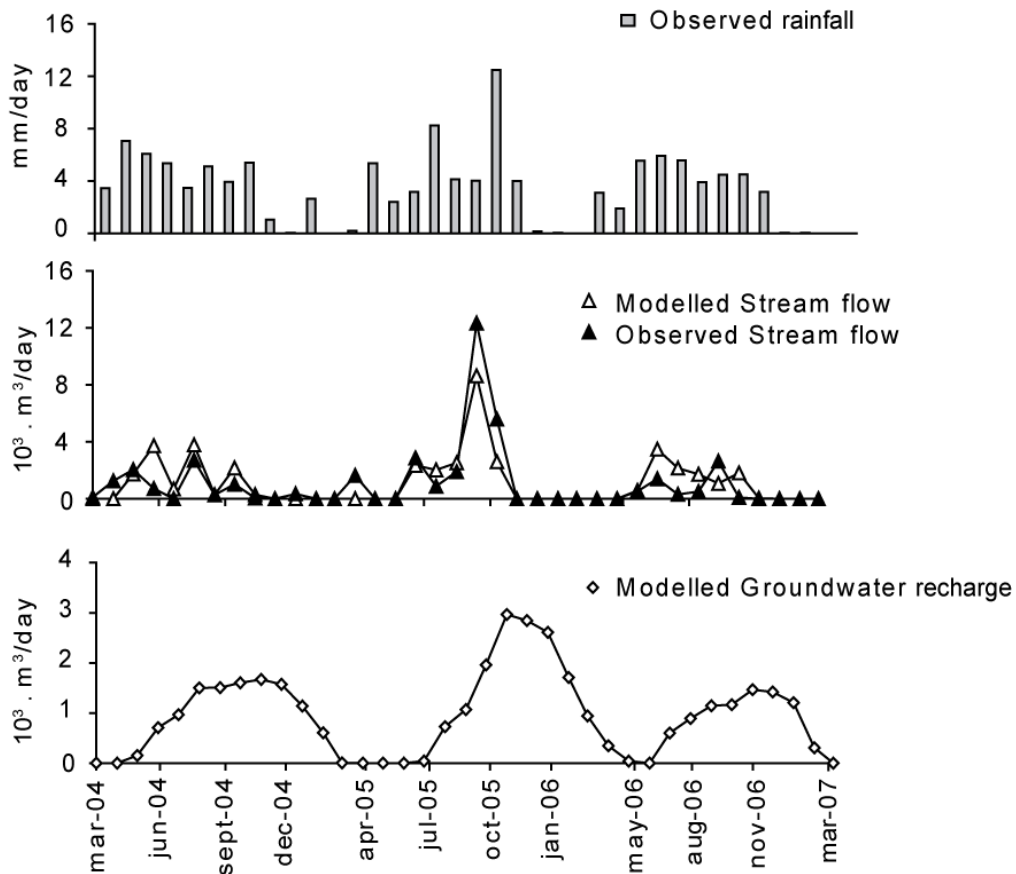 Observed rainfall
mm/day
16
12
8
4
0
Modelled Stream flow
Observed Stream flow
10³ . m³/day
16
12
8
4
0
Modelled Groundwater recharge
10³ . m³/day
4
3
2
1
0
mar-04
jun-04
sept-04
dec-04
apr-05
jul-05
oct-05
jan-06
may-06
aug-06
nov-06
mar-07